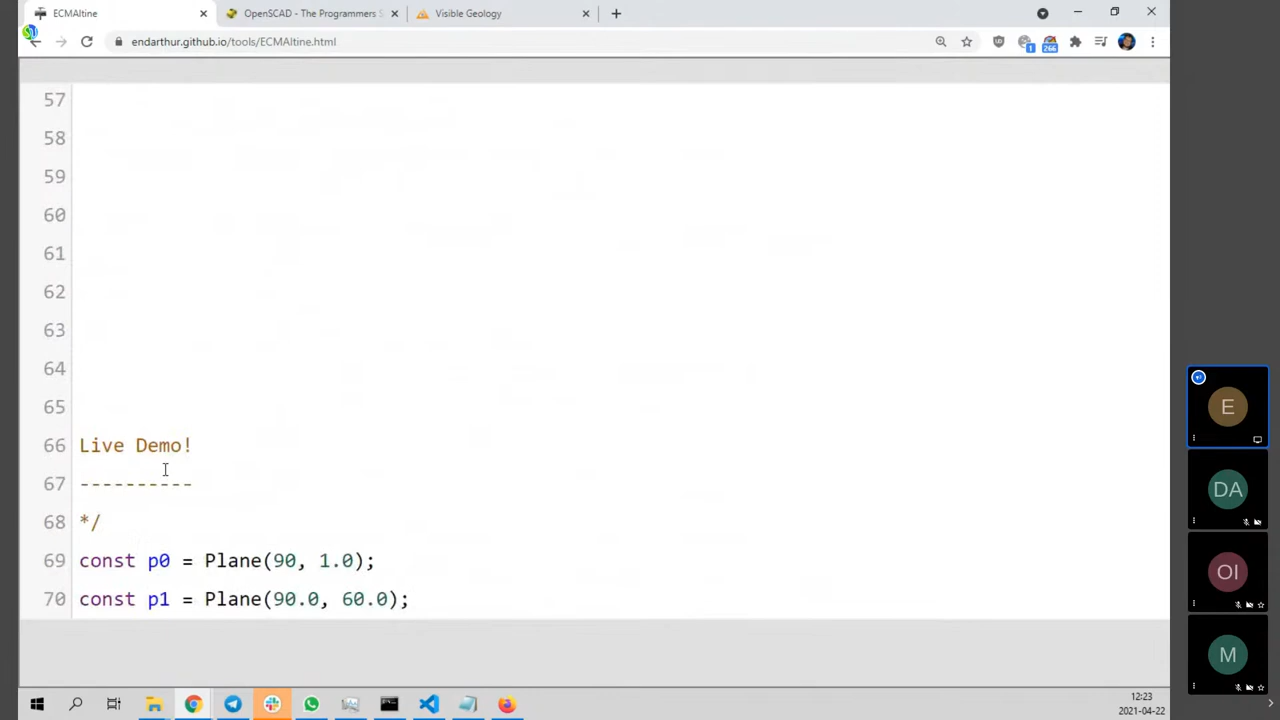 ECMAltine
OpenSCAD - The Programmers S
Visible Geology
endarthur.github.io/tools/ECMAltine.html
1
266
57
58
59
60
61
62
63
64
65
66 Live Demo!
67 ----------
68 */
69 const p0 = Plane(90, 1.0);
70 const p1 = Plane(90.0, 60.0);
E
DA
OI
M
12:23
2021-04-22